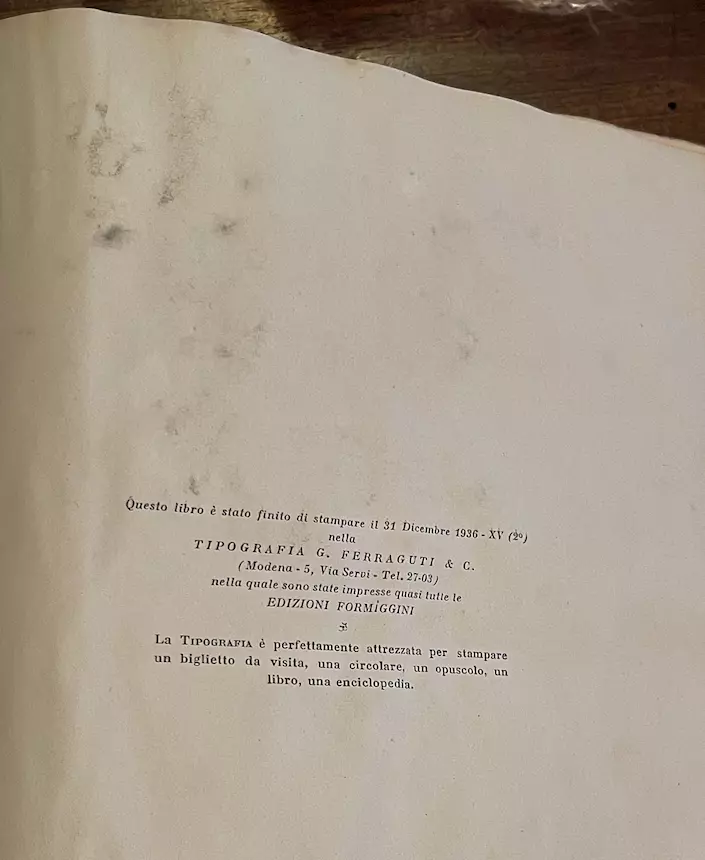 Questo libro è stato finito di stampare il 31 Dicembre 1936 - XV (2º)
nella
TIPOGRAFIA G. FERRAGUTI & C.
(Modena - 5, Via Servi - Tel. 27-03)
nella quale sono state impresse quasi tutte le
EDIZIONI FORMÍGGINI
La TIPOGRAFIA è perfettamente attrezzata per stampare
un biglietto da visita, una circolare, un opuscolo, un
libro, una enciclopedia.